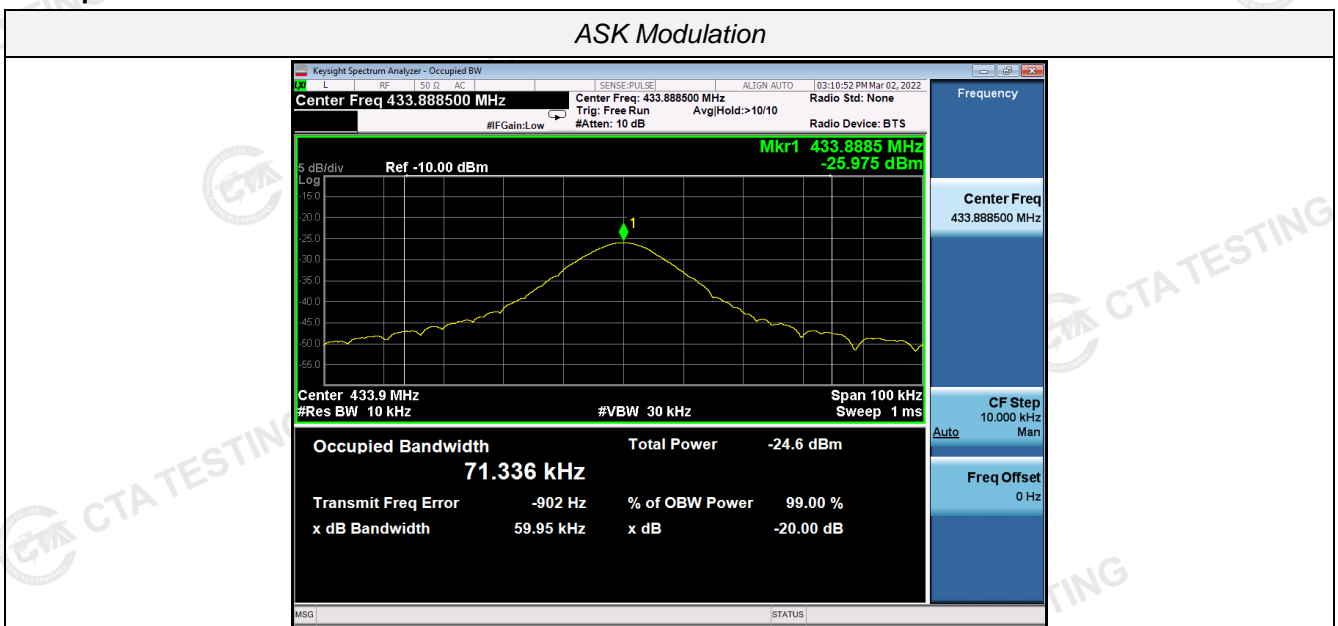 ASK Modulation
Keysight Spectrum Analyzer - Occupied BW
L RF 50 Ω AC SENSE:PULSE ALIGN AUTO 03:10:52 PM Mar 02, 2022
Center Freq 433.888500 MHz
Center Freq: 433.888500 MHz Radio Std: None
Trig: Free Run Avg|Hold:>10/10
#IFGain:Low #Atten: 10 dB Radio Device: BTS
Mkr1 433.8885 MHz
5 dB/div Ref -10.00 dBm -25.975 dBm
Log
-15.0
-20.0
1
-25.0
-30.0
-35.0
-40.0
-45.0
-50.0
-55.0
Center 433.9 MHz Span 100 kHz
#Res BW 10 kHz #VBW 30 kHz Sweep 1 ms
Occupied Bandwidth Total Power -24.6 dBm
71.336 kHz
Transmit Freq Error -902 Hz % of OBW Power 99.00 %
x dB Bandwidth 59.95 kHz x dB -20.00 dB
MSG STATUS
Frequency
Center Freq
433.888500 MHz
CF Step
10.000 kHz
Auto Man
Freq Offset
0 Hz
CTA TESTING
CTA TESTING
CTA
TING